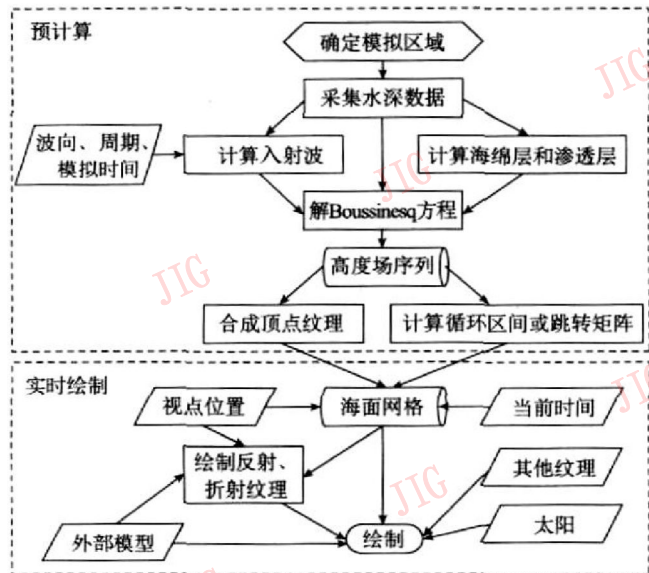 预计算
确定模拟区域
JIG
采集水深数据
波向、周期、
模拟时间
计算入射波
计算海绵层和渗透层
JIG
解Boussinesq方程
高度场序列
JIG
合成顶点纹理
计算循环区间或跳转矩阵
实时绘制
视点位置
海面网格
当前时间
JIG
绘制反射、
折射纹理
其他纹理
JIG
外部模型
绘制
太阳